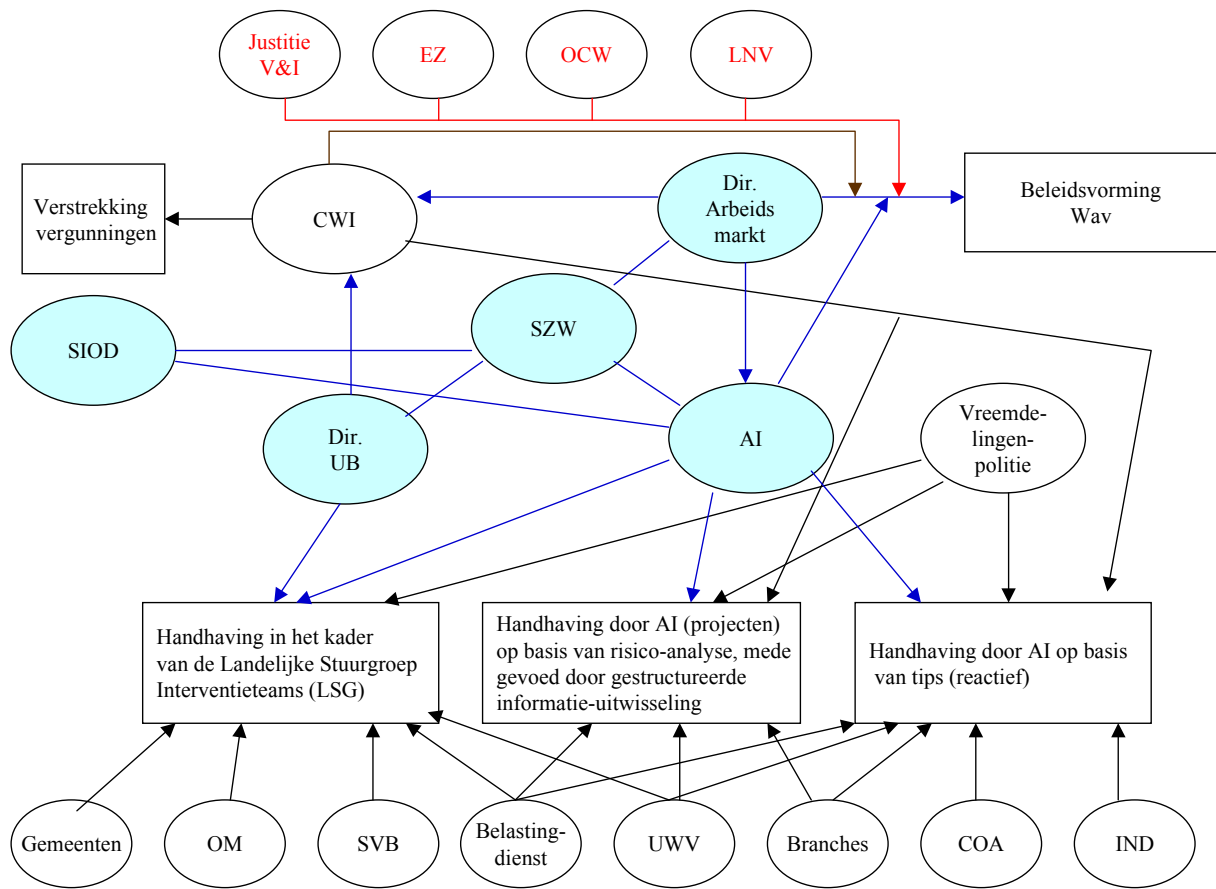 Justitie
V&I
EZ
OCW
LNV
Verstrekking
vergunningen
CWI
Dir.
Arbeids
markt
Beleidsvorming
Wav
SIOD
SZW
Dir.
UB
AI
Vreemde-
lingen-
politie
Handhaving in het kader
van de Landelijke Stuurgroep
Interventieteams (LSG)
Handhaving door AI (projecten)
op basis van risico-analyse, mede
gevoed door gestructureerde
informatie-uitwisseling
Handhaving door AI op basis
van tips (reactief)
Gemeenten
OM
SVB
Belasting-
dienst
UWV
Branches
COA
IND